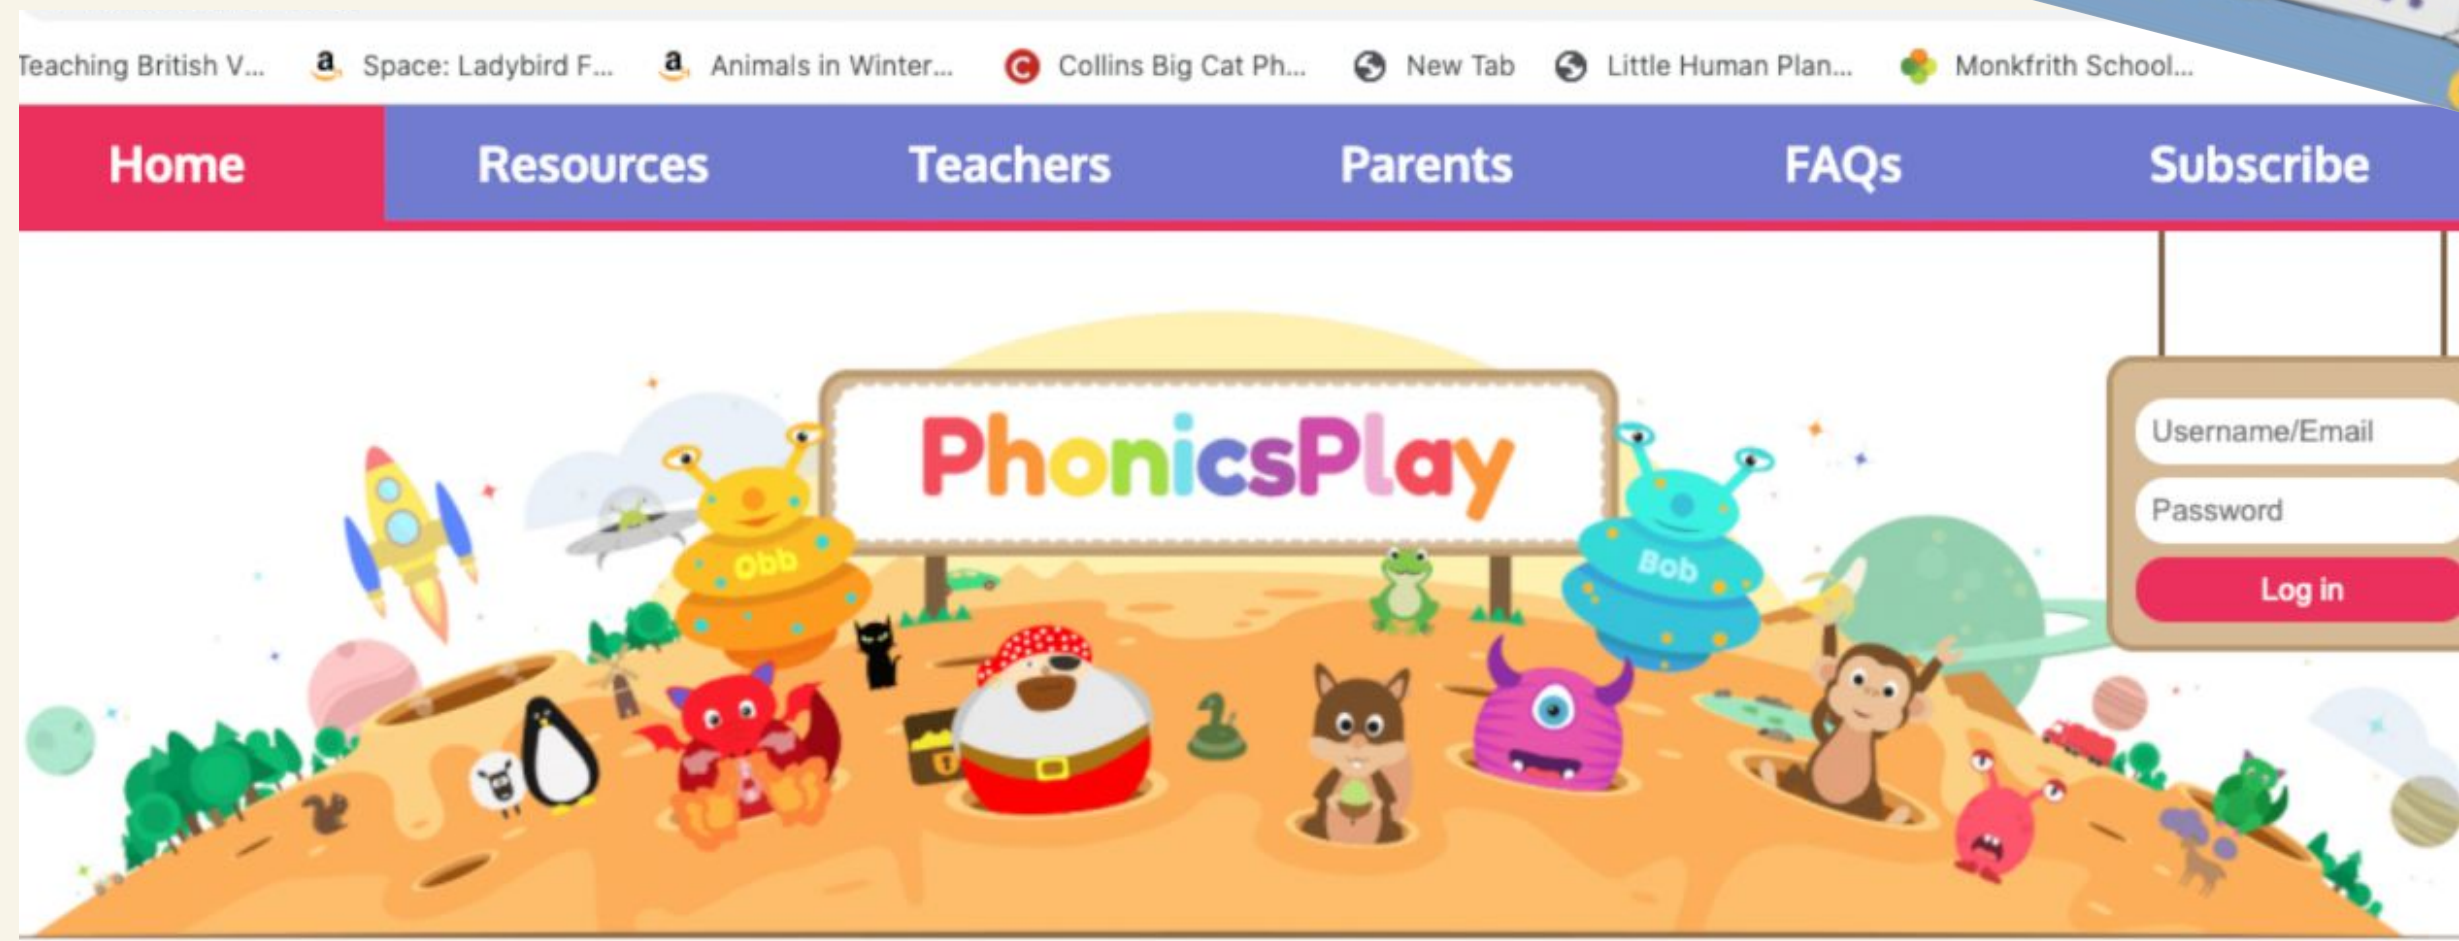 Teaching British V... Space: Ladybird F... Animals in Winter... Collins Big Cat Ph... New Tab Little Human Plan... Monkfrith School...
Home Resources Teachers Parents FAQs Subscribe
PhonicsPlay
Username/Email
Password
Log in
Obb
Bob